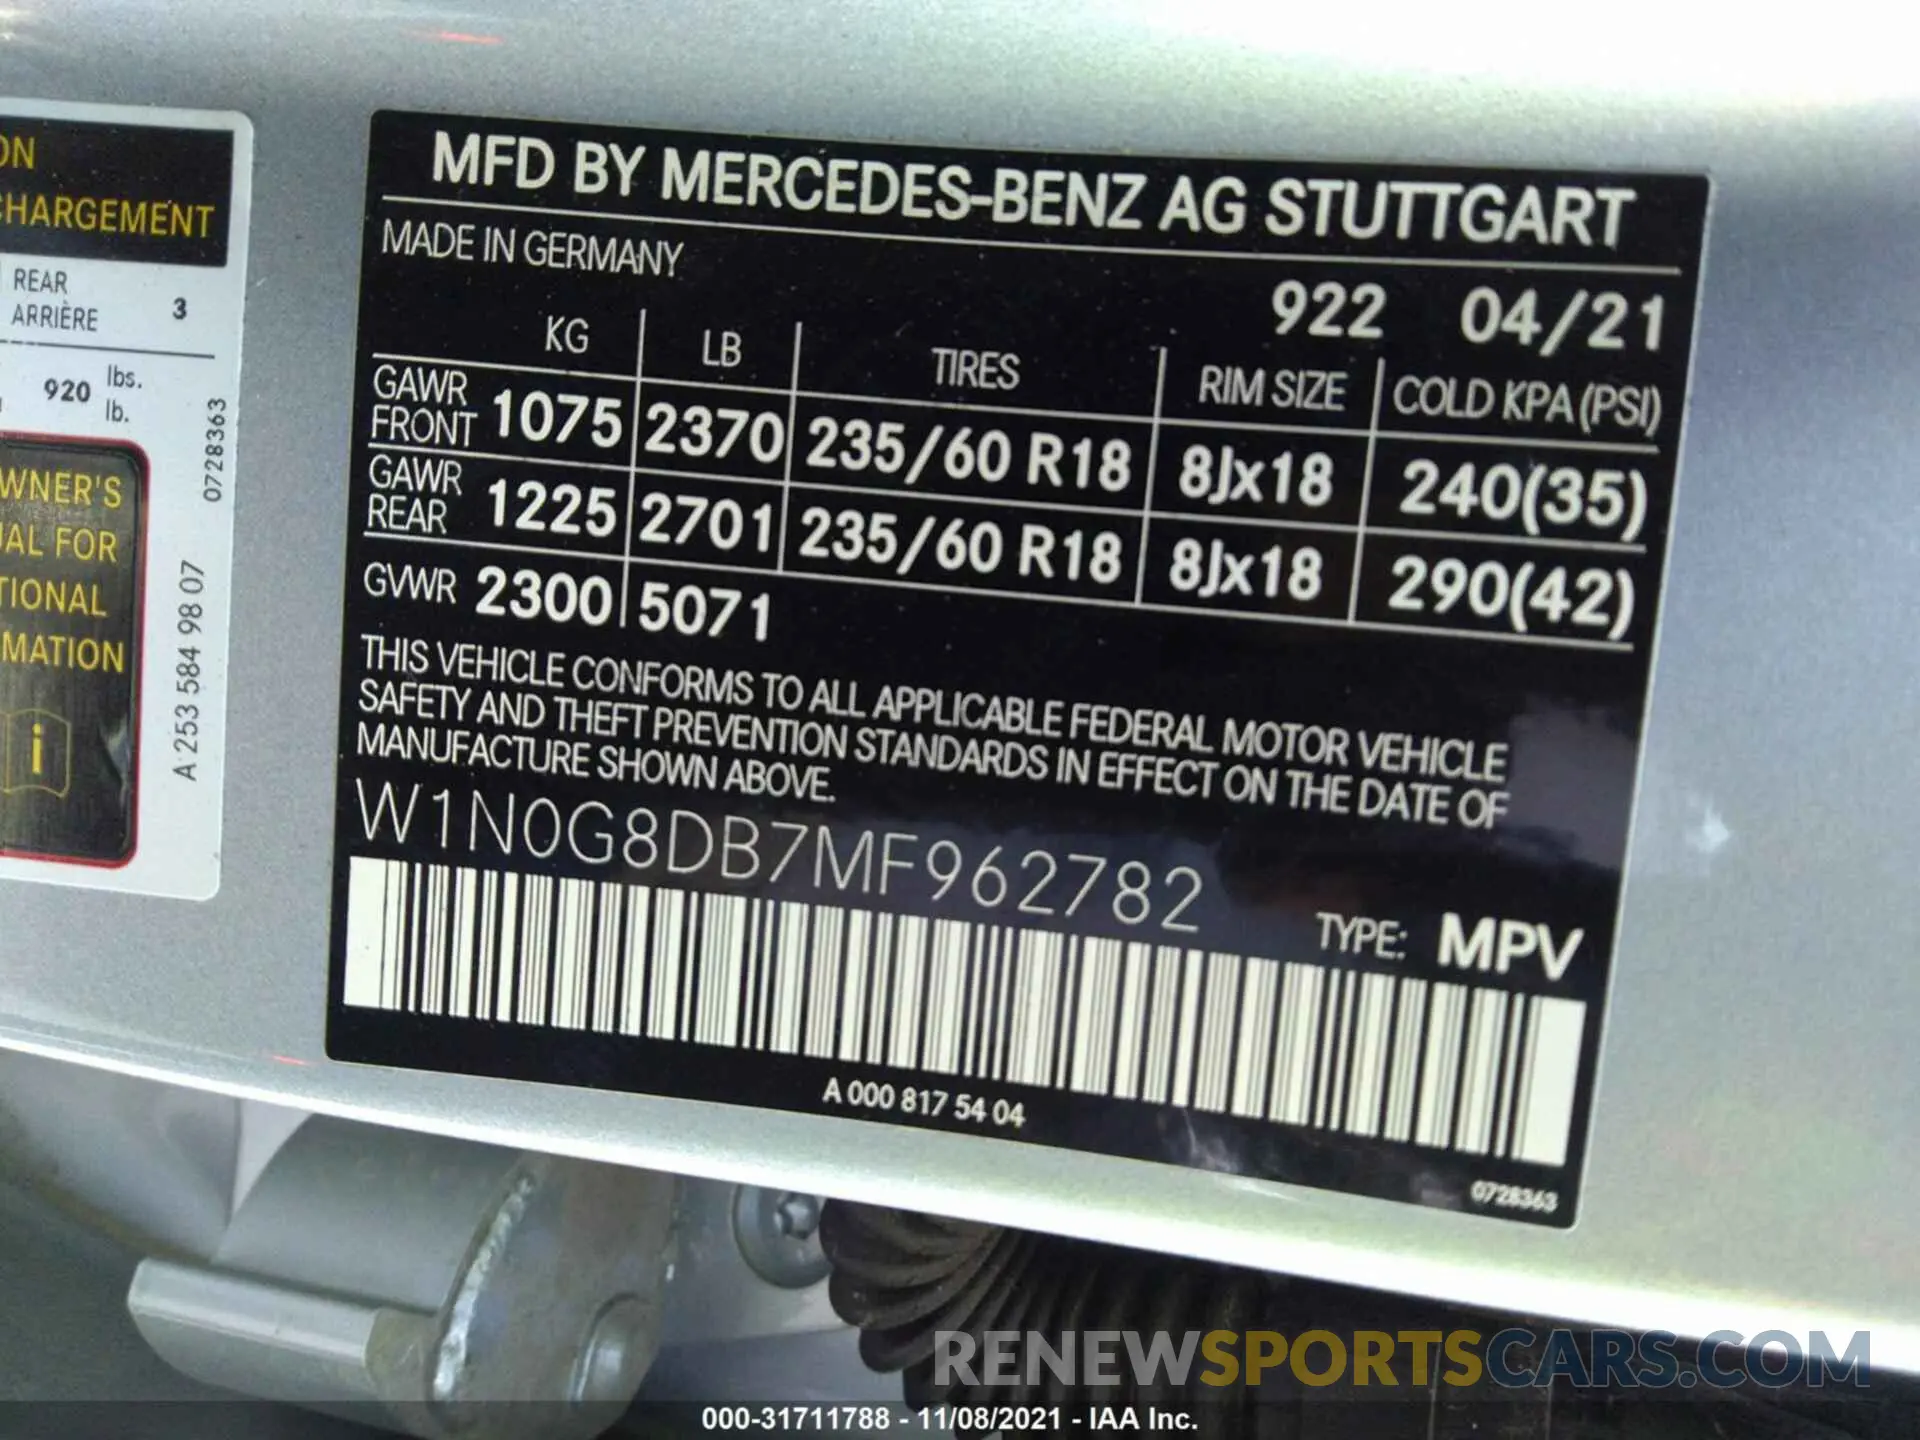 ON
CHARGEMENT
REAR
ARRIÈRE 3
920 lbs.
lb.
0728363
WNER'S
UAL FOR
TIONAL
MATION
i
A 253 584 98 07
MFD BY MERCEDES-BENZ AG STUTTGART
MADE IN GERMANY
922 04/21
KG LB TIRES RIM SIZE COLD KPA (PSI)
GAWR FRONT 1075 2370 235/60 R18 8Jx18 240(35)
GAWR REAR 1225 2701 235/60 R18 8Jx18 290(42)
GVWR 2300 5071
THIS VEHICLE CONFORMS TO ALL APPLICABLE FEDERAL MOTOR VEHICLE
SAFETY AND THEFT PREVENTION STANDARDS IN EFFECT ON THE DATE OF
MANUFACTURE SHOWN ABOVE.
W1N0G8DB7MF962782
TYPE: MPV
A 000 817 54 04
0728363
RENEWSPORTSCARS.COM
000-31711788 - 11/08/2021 - IAA Inc.